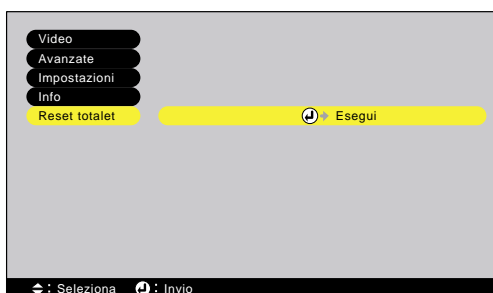 Video
Avanzate
Impostazioni
Info
Reset totalet Esegui
: Seleziona : Invio